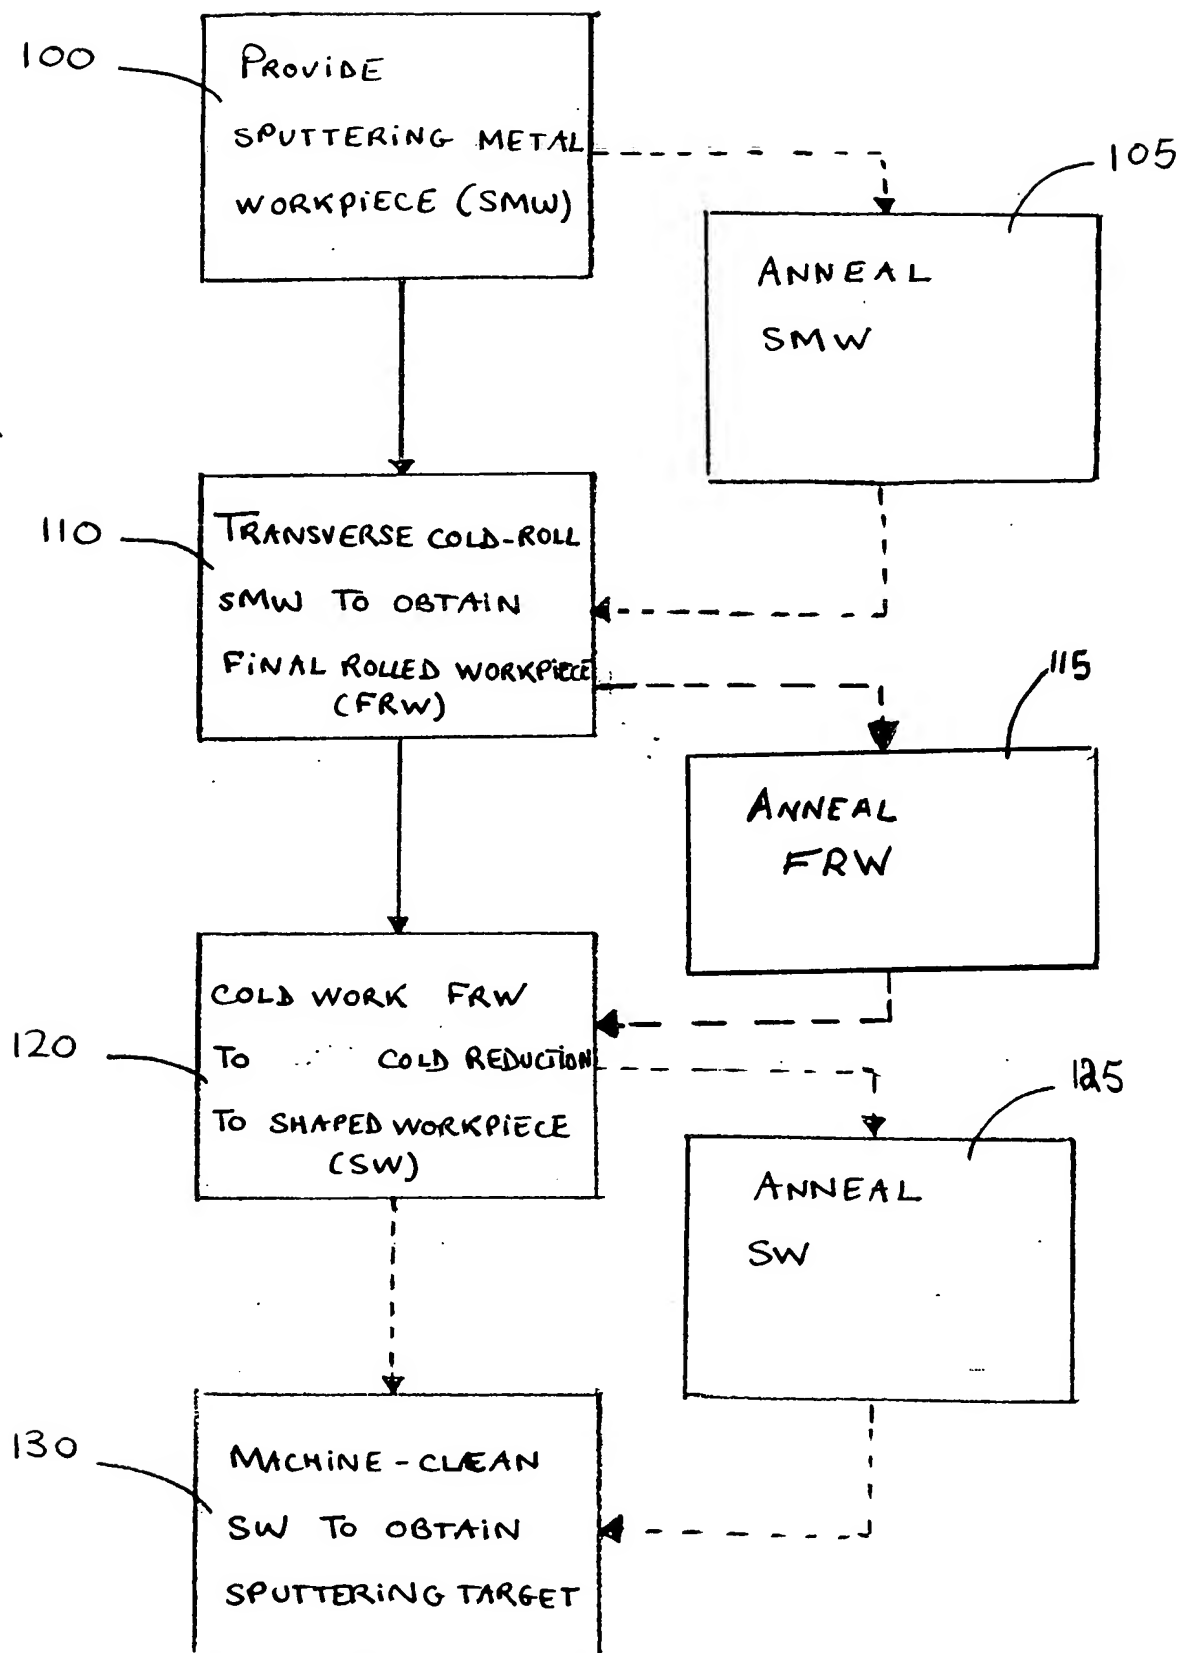 100
PROViDE
SPUTTERiNG METAL
WORKPiECE (SMW)
105
ANNEAL
SMW
110
TRANSVERSE COLD-ROLL
SMW TO OBTAiN
FiNAL ROLLED WORKPiECE
(FRW)
115
ANNEAL
FRW
120
COLD WORK FRW
TO COLD REDUCTiON
TO SHAPED WORKPiECE
(SW)
125
ANNEAL
SW
130
MACHiNE-CLEAN
SW TO OBTAiN
SPUTTERiNG TARGET